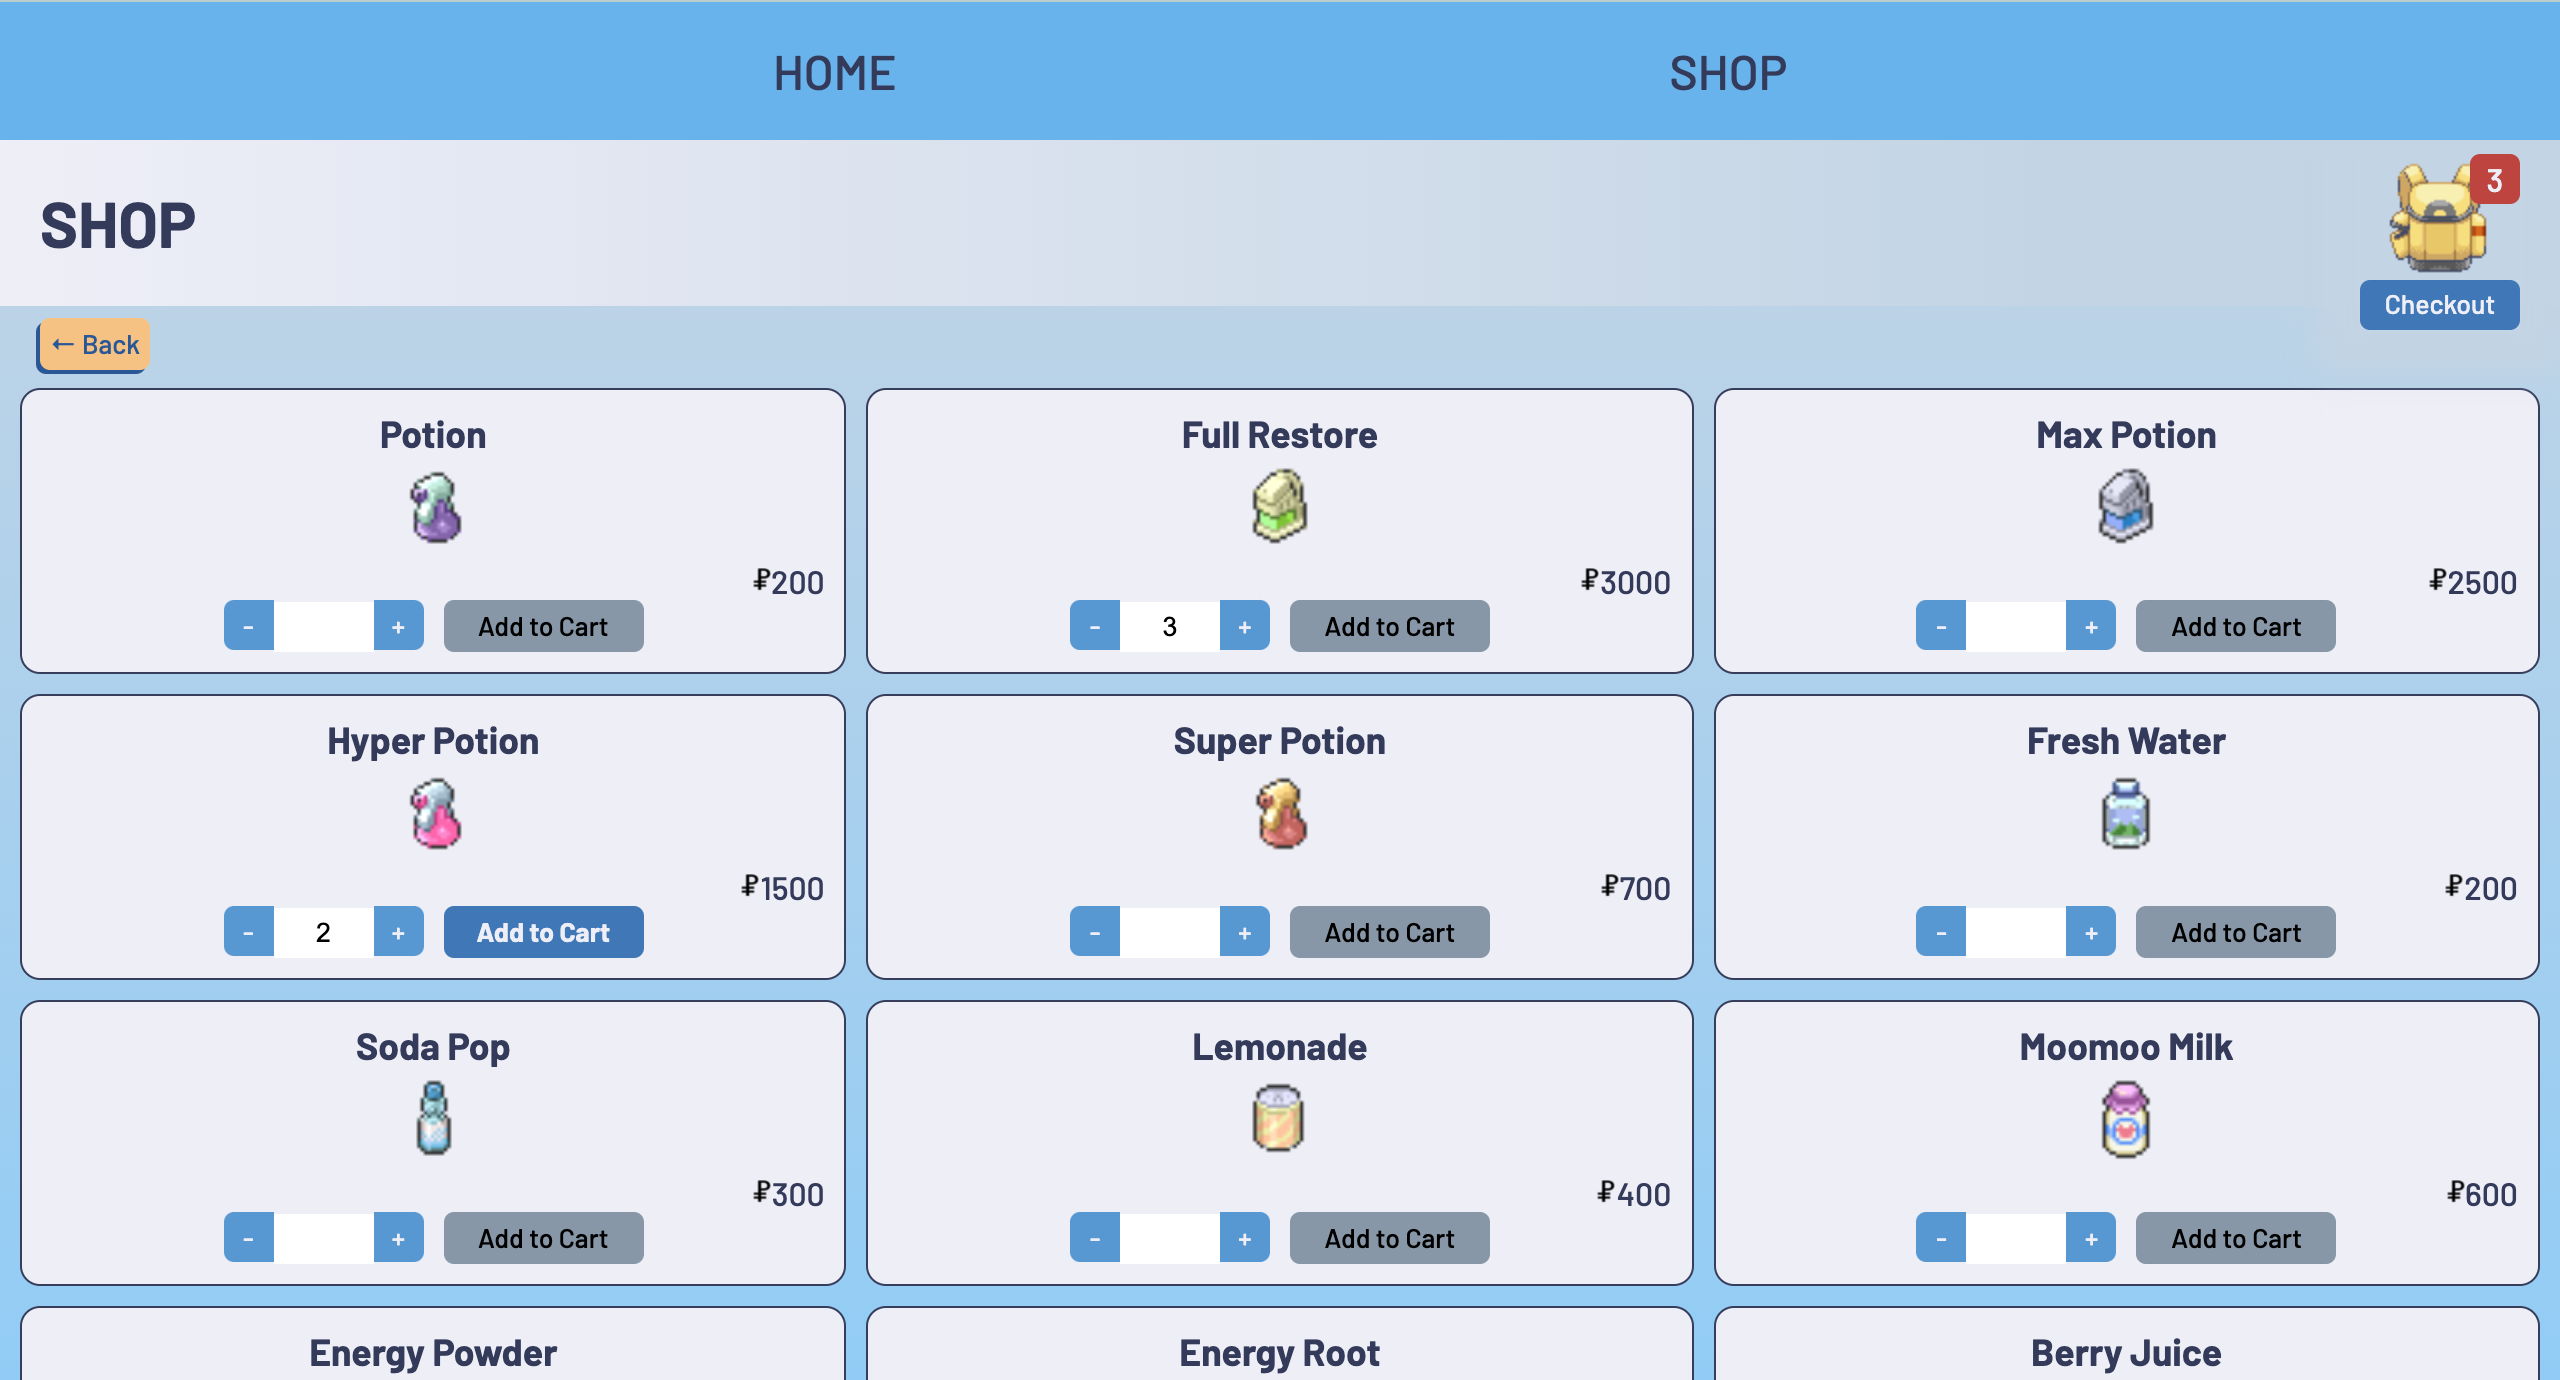 HOME SHOP
SHOP
3
Checkout
← Back
Potion
₽200
- + Add to Cart
Full Restore
₽3000
- 3 + Add to Cart
Max Potion
₽2500
- + Add to Cart
Hyper Potion
₽1500
- 2 + Add to Cart
Super Potion
₽700
- + Add to Cart
Fresh Water
₽200
- + Add to Cart
Soda Pop
₽300
- + Add to Cart
Lemonade
₽400
- + Add to Cart
Moomoo Milk
₽600
- + Add to Cart
Energy Powder
Energy Root
Berry Juice